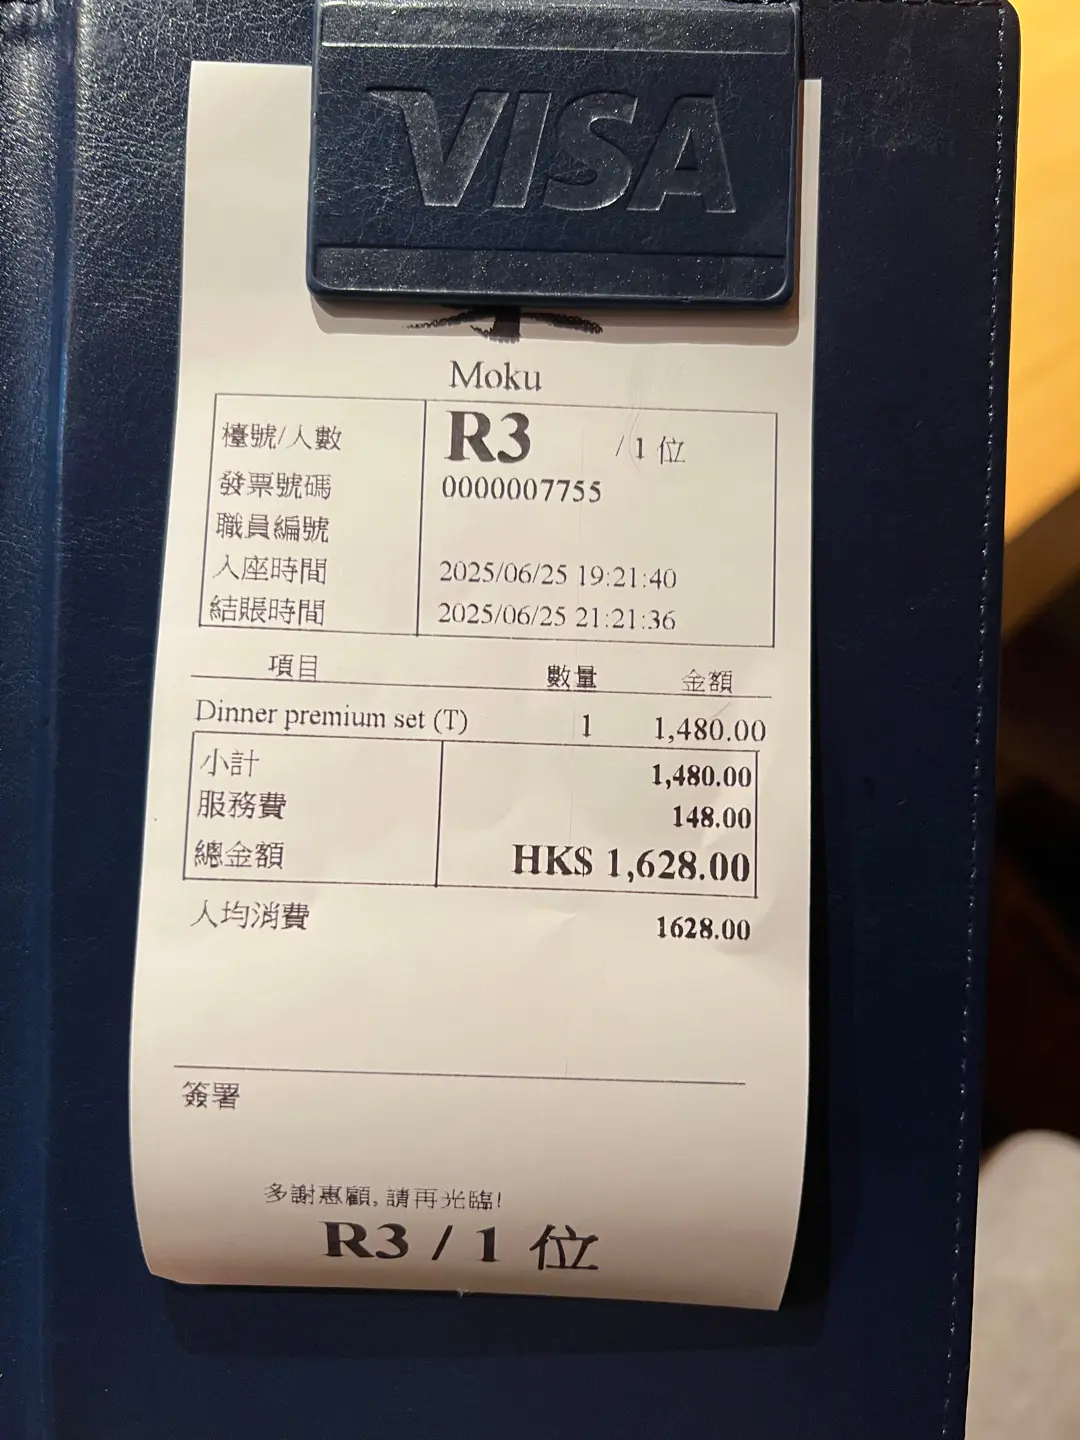 VISA
Moku
檯號/人數 R3 / 1 位
發票號碼 0000007755
職員編號
入座時間 2025/06/25 19:21:40
結賬時間 2025/06/25 21:21:36
項目 數量 金額
Dinner premium set (T) 1 1,480.00
小計 1,480.00
服務費 148.00
總金額 HK$ 1,628.00
人均消費 1628.00
簽署
多謝惠顧, 請再光臨!
R3 / 1 位